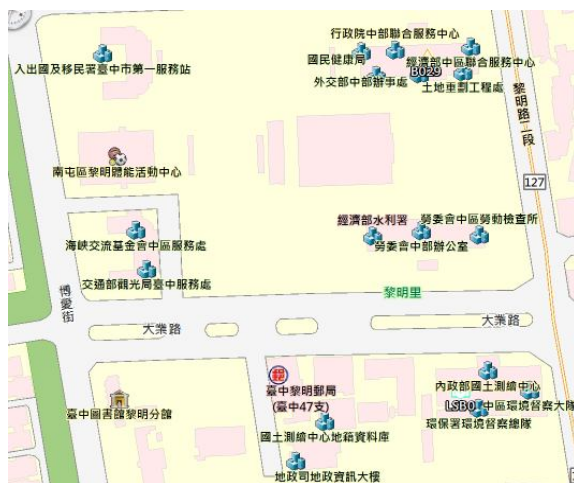 行政院中部聯合服務中心
國民健康局
經濟部中區聯合服務中心
入出國及移民署臺中市第一服務站
B029
外交部中部辦事處
土地重劃工程處
黎明路二段
南屯區黎明體能活動中心
127
經濟部水利署
勞委會中區勞動檢查所
海峽交流基金會中區服務處
勞委會中部辦公室
交通部觀光局臺中服務處
黎明里
博愛街
大業路
大業路
臺中黎明郵局
(臺中47支)
內政部國土測繪中心
臺中圖書館黎明分館
LSB0
中區環境督察大隊
國土測繪中心地籍資料庫
環保署環境督察總隊
地政司地政資訊大樓